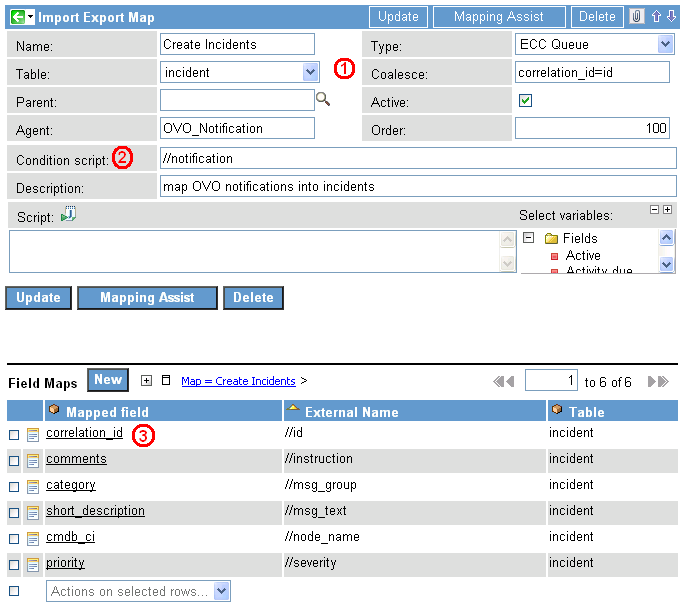 Import Export Map Update Mapping Assist Delete
Name: Create Incidents Type: ECC Queue
Table: incident 1 Coalesce: correlation_id=id
Parent: Active:
Agent: OVO_Notification Order: 100
Condition script: 2 //notification
Description: map OVO notifications into incidents
Script: Select variables:
Fields
Active
Activity due
Update Mapping Assist Delete
Field Maps New Map = Create Incidents > 1 to 6 of 6
Mapped field External Name Table
correlation_id 3 //id incident
comments //instruction incident
category //msg_group incident
short_description //msg_text incident
cmdb_ci //node_name incident
priority //severity incident
Actions on selected rows...